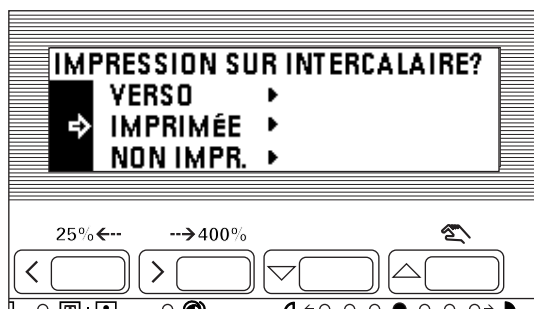 IMPRESSION SUR INTERCALAIRE?
VERSO
IMPRIMÉE
NON IMPR.
25% 400%